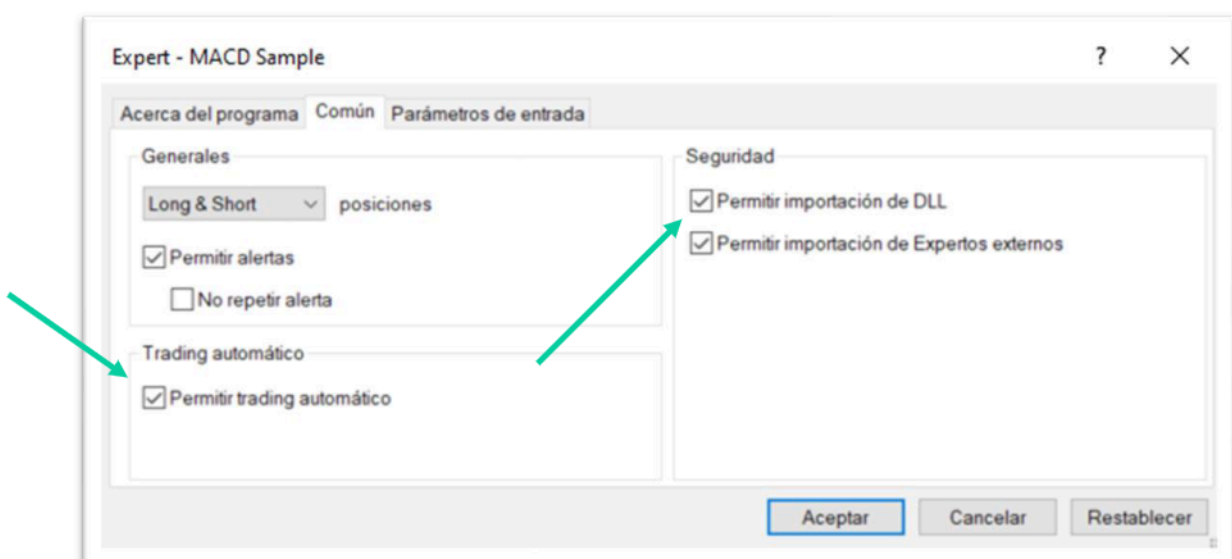 Expert - MACD Sample
?
Acerca del programa
Común
Parámetros de entrada
Generales
Long & Short
posiciones
Permitir alertas
No repetir alerta
Trading automático
Permitir trading automático
Seguridad
Permitir importación de DLL
Permitir importación de Expertos externos
Aceptar
Cancelar
Restablecer